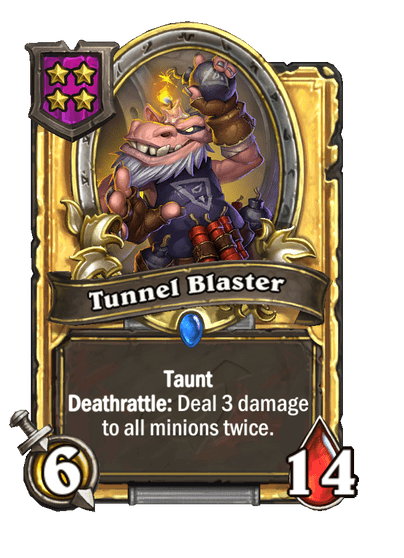 Tunnel Blaster
Taunt
Deathrattle: Deal 3 damage
to all minions twice.
6
14